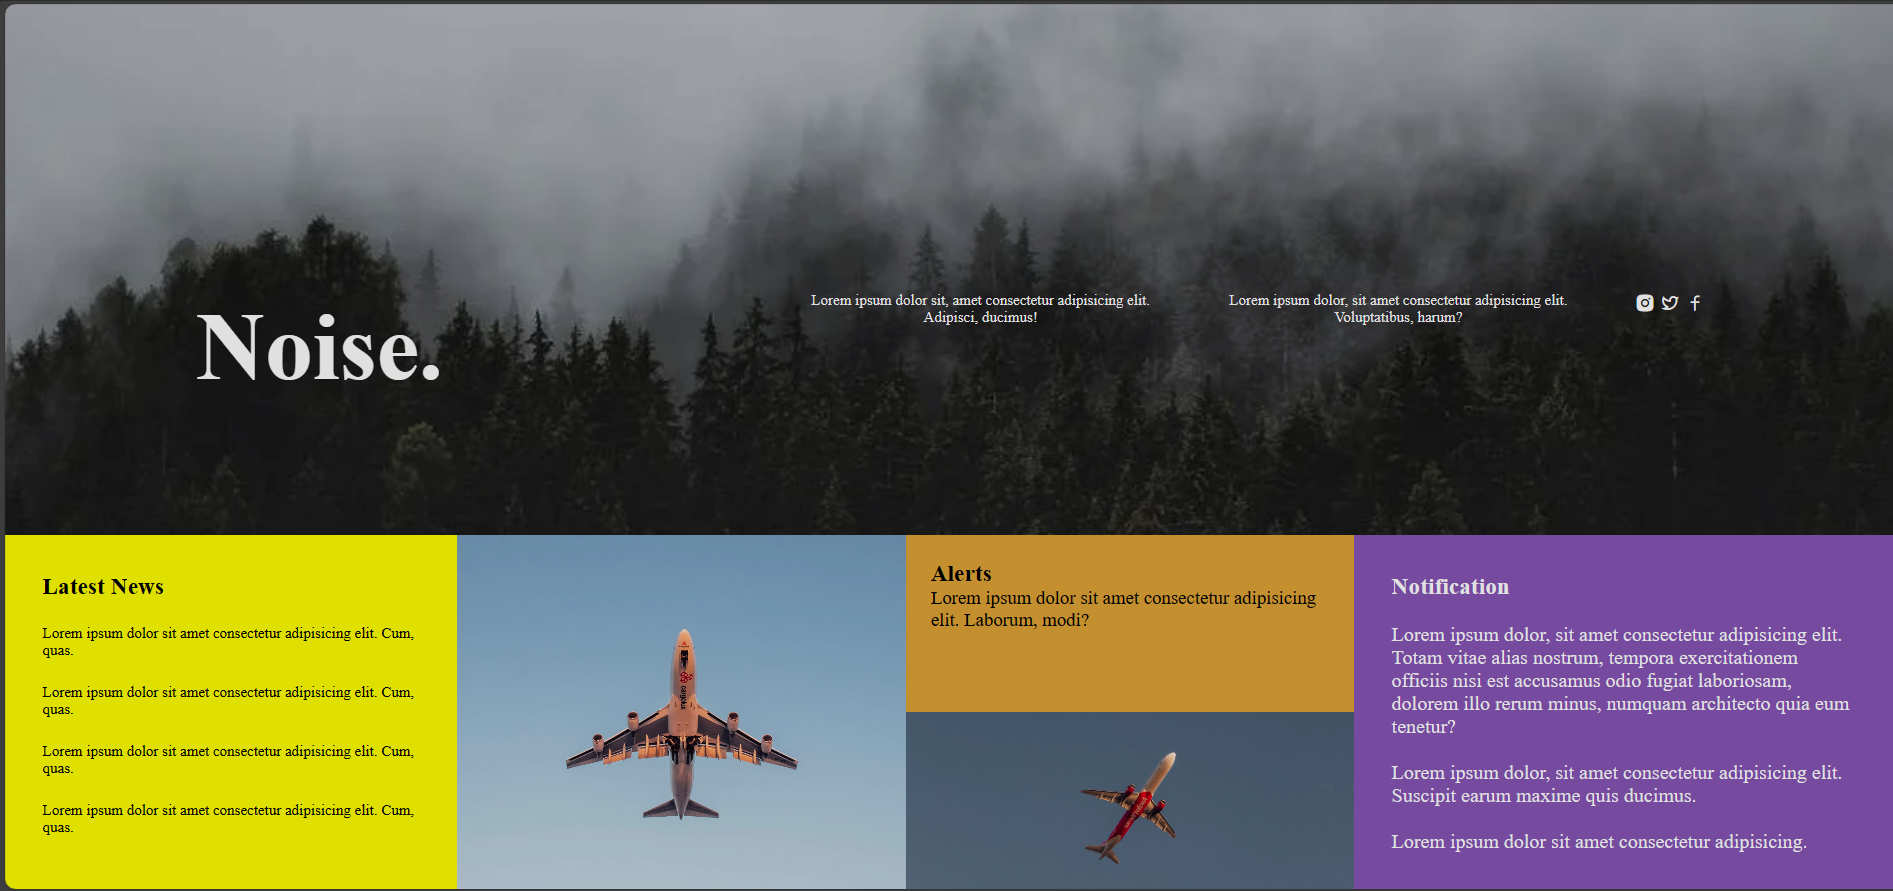 Noise.
Lorem ipsum dolor sit, amet consectetur adipisicing elit.
Adipisci, ducimus!
Lorem ipsum dolor, sit amet consectetur adipisicing elit.
Voluptatibus, harum?
Latest News
Lorem ipsum dolor sit amet consectetur adipisicing elit. Cum,
quas.
Lorem ipsum dolor sit amet consectetur adipisicing elit. Cum,
quas.
Lorem ipsum dolor sit amet consectetur adipisicing elit. Cum,
quas.
Lorem ipsum dolor sit amet consectetur adipisicing elit. Cum,
quas.
cargolux
Alerts
Lorem ipsum dolor sit amet consectetur adipisicing
elit. Laborum, modi?
Notification
Lorem ipsum dolor, sit amet consectetur adipisicing elit.
Totam vitae alias nostrum, tempora exercitationem
officiis nisi est accusamus odio fugiat laboriosam,
dolorem illo rerum minus, numquam architecto quia eum
tenetur?
Lorem ipsum dolor, sit amet consectetur adipisicing elit.
Suscipit earum maxime quis ducimus.
Lorem ipsum dolor sit amet consectetur adipisicing.